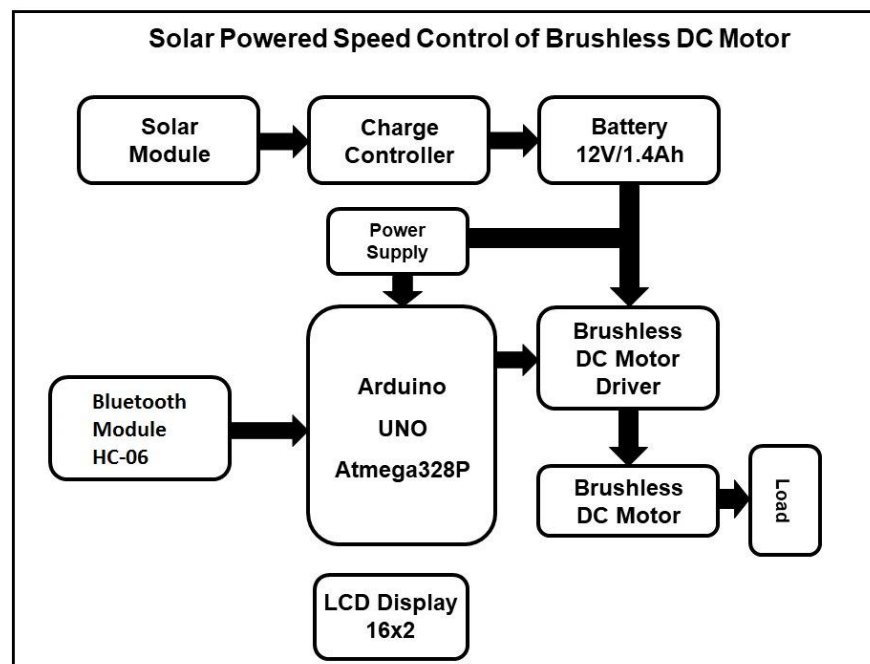 Solar Powered Speed Control of Brushless DC Motor
Solar
Module
Charge
Controller
Battery
12V/1.4Ah
Power
Supply
Arduino
UNO
Atmega328P
Brushless
DC Motor
Driver
Bluetooth
Module
HC-06
Brushless
DC Motor
Load
LCD Display
16x2